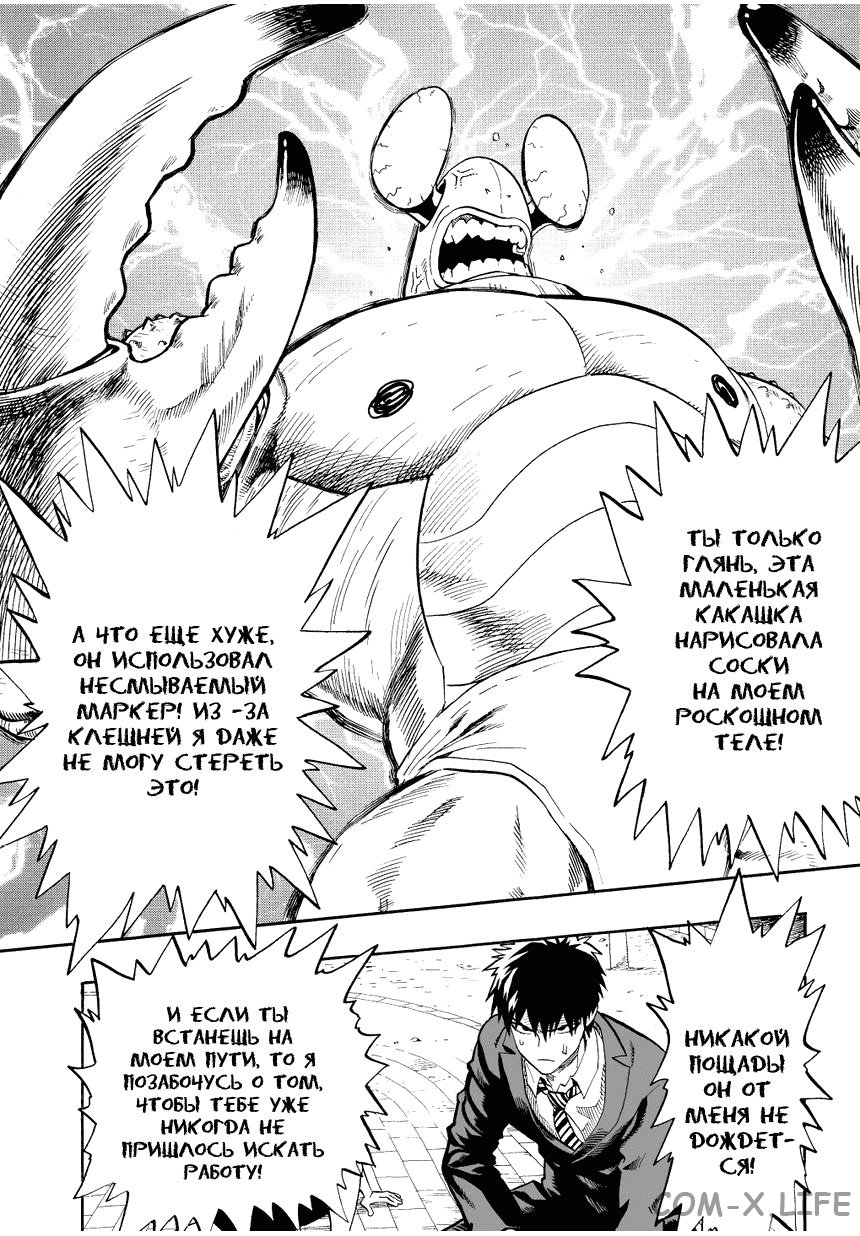 ТЫ ТОЛЬКО
ГЛЯНЬ, ЭТА
МАЛЕНЬКАЯ
КАКАШКА
НАРИСОВАЛА
СОСКИ
НА МОЕМ
РОСКОШНОМ
ТЕЛЕ!
А ЧТО ЕЩЕ ХУЖЕ,
ОН ИСПОЛЬЗОВАЛ
НЕСМЫВАЕМЫЙ
МАРКЕР! ИЗ -ЗА
КЛЕШНЕЙ Я ДАЖЕ
НЕ МОГУ СТЕРЕТЬ
ЭТО!
НИКАКОЙ
ПОЩАДЫ
ОН ОТ
МЕНЯ НЕ
ДОЖДЕТ-
СЯ!
И ЕСЛИ ТЫ
ВСТАНЕШЬ НА
МОЕМ ПУТИ, ТО Я
ПОЗАБОЧУСЬ О ТОМ,
ЧТОБЫ ТЕБЕ УЖЕ
НИКОГДА НЕ
ПРИШЛОСЬ ИСКАТЬ
РАБОТУ!
COM-X.LIFE